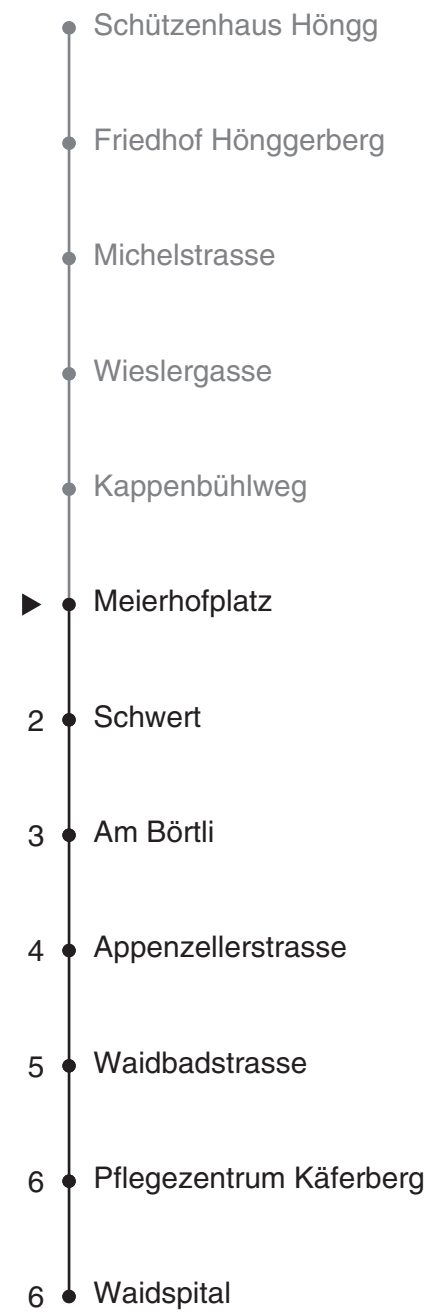 Schützenhaus Höngg
Friedhof Hönggerberg
Michelstrasse
Wieslergasse
Kappenbühlweg
Meierhofplatz
2 Schwert
3 Am Börtli
4 Appenzellerstrasse
5 Waidbadstrasse
6 Pflegezentrum Käferberg
6 Waidspital